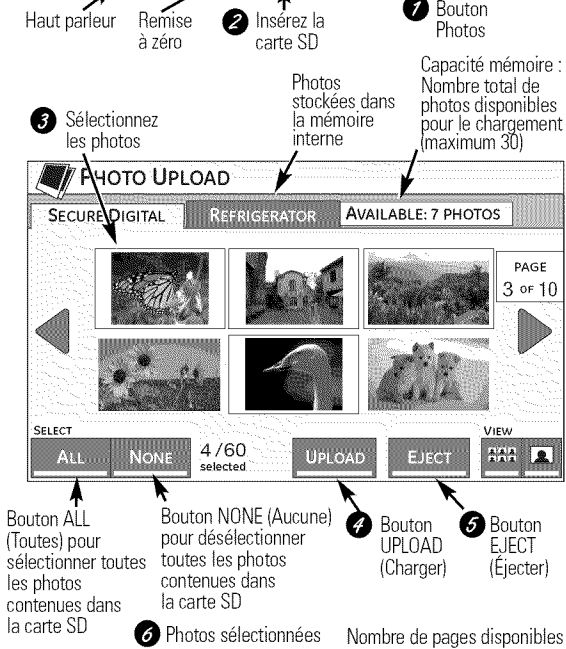 Haut parleur
Remise
à zéro
2 Insérez la
carte SD
1 Bouton
Photos
Capacité mémoire :
Nombre total de
photos disponibles
pour le chargement
(maximum 30)
Photos
stockées dans
la mémoire
interne
3 Sélectionnez
les photos
PHOTO UPLOAD
SECURE DIGITAL
REFRIGERATOR
AVAILABLE: 7 PHOTOS
PAGE
3 OF 10
SELECT
ALL
NONE
4/60
selected
UPLOAD
EJECT
VIEW
Bouton ALL
(Toutes) pour
sélectionner toutes
les photos
contenues dans
la carte SD
Bouton NONE (Aucune)
pour désélectionner
toutes les photos
contenues dans
la carte SD
4 Bouton
UPLOAD
(Charger)
5 Bouton
EJECT
(Éjecter)
6 Photos sélectionnées
Nombre de pages disponibles